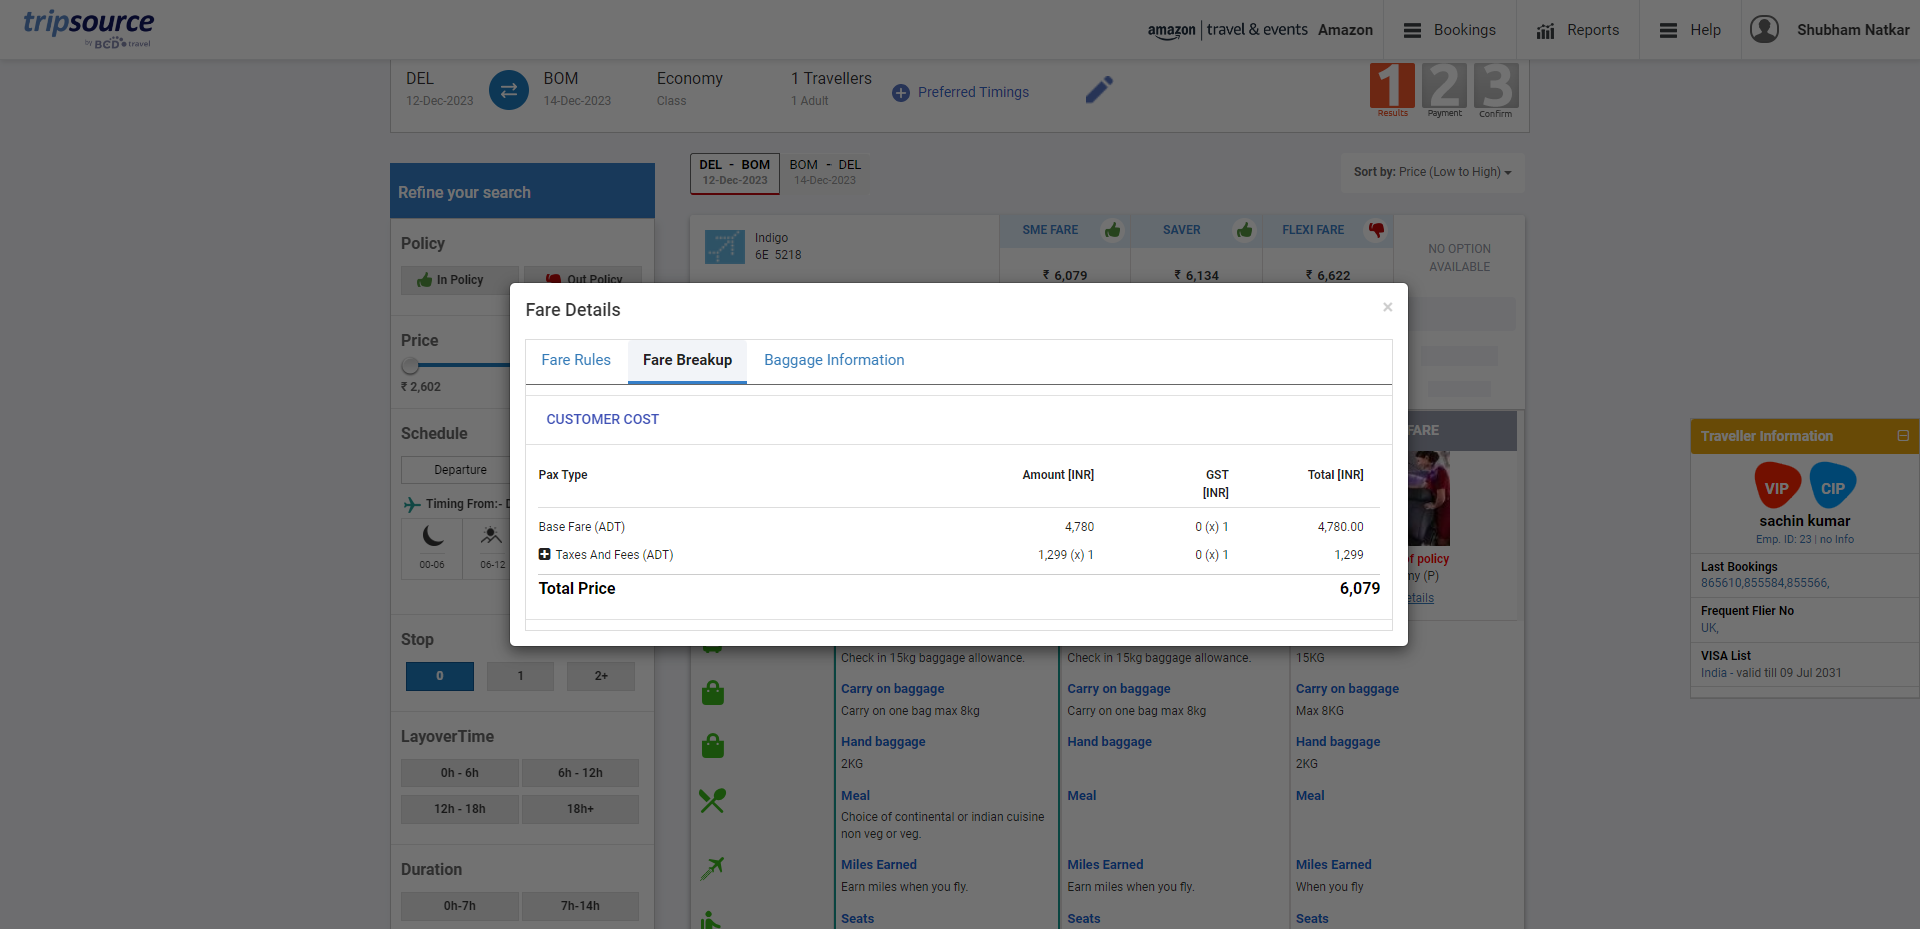 tripsource
by BCD travel
amazon | travel & events Amazon
Bookings
Reports
Help
Shubham Natkar
DEL
12-Dec-2023
BOM
14-Dec-2023
Economy
Class
1 Travellers
1 Adult
Preferred Timings
1 2 3
Results Payment Confirm
Refine your search
Policy
In Policy
Out Policy
Price
₹ 2,602
Schedule
Departure
Timing From:- D
00-06
06-12
Stop
0 1 2+
LayoverTime
0h - 6h
6h - 12h
12h - 18h
18h+
Duration
0h-7h
7h-14h
DEL - BOM
12-Dec-2023
BOM - DEL
14-Dec-2023
Sort by: Price (Low to High)
Indigo
6E 5218
SME FARE
SAVER
FLEXI FARE
₹ 6,079
₹ 6,134
₹ 6,622
NO OPTION
AVAILABLE
Fare Details
×
Fare Rules
Fare Breakup
Baggage Information
CUSTOMER COST
Pax Type
Amount [INR]
GST
[INR]
Total [INR]
Base Fare (ADT) 4,780 0 (x) 1 4,780.00
Taxes And Fees (ADT) 1,299 (x) 1 0 (x) 1 1,299
Total Price 6,079
FARE
of policy
ny (P)
etails
Check in 15kg baggage allowance.
Check in 15kg baggage allowance.
15KG
Carry on baggage
Carry on baggage
Carry on baggage
Carry on one bag max 8kg
Carry on one bag max 8kg
Max 8KG
Hand baggage
Hand baggage
Hand baggage
2KG
2KG
Meal
Meal
Meal
Choice of continental or indian cuisine
non veg or veg.
Miles Earned
Miles Earned
Miles Earned
Earn miles when you fly.
Earn miles when you fly.
When you fly
Seats
Seats
Seats
Traveller Information
VIP
CIP
sachin kumar
Emp. ID: 23 | no Info
Last Bookings
865610,855584,855566,
Frequent Flier No
UK,
VISA List
India - valid till 09 Jul 2031